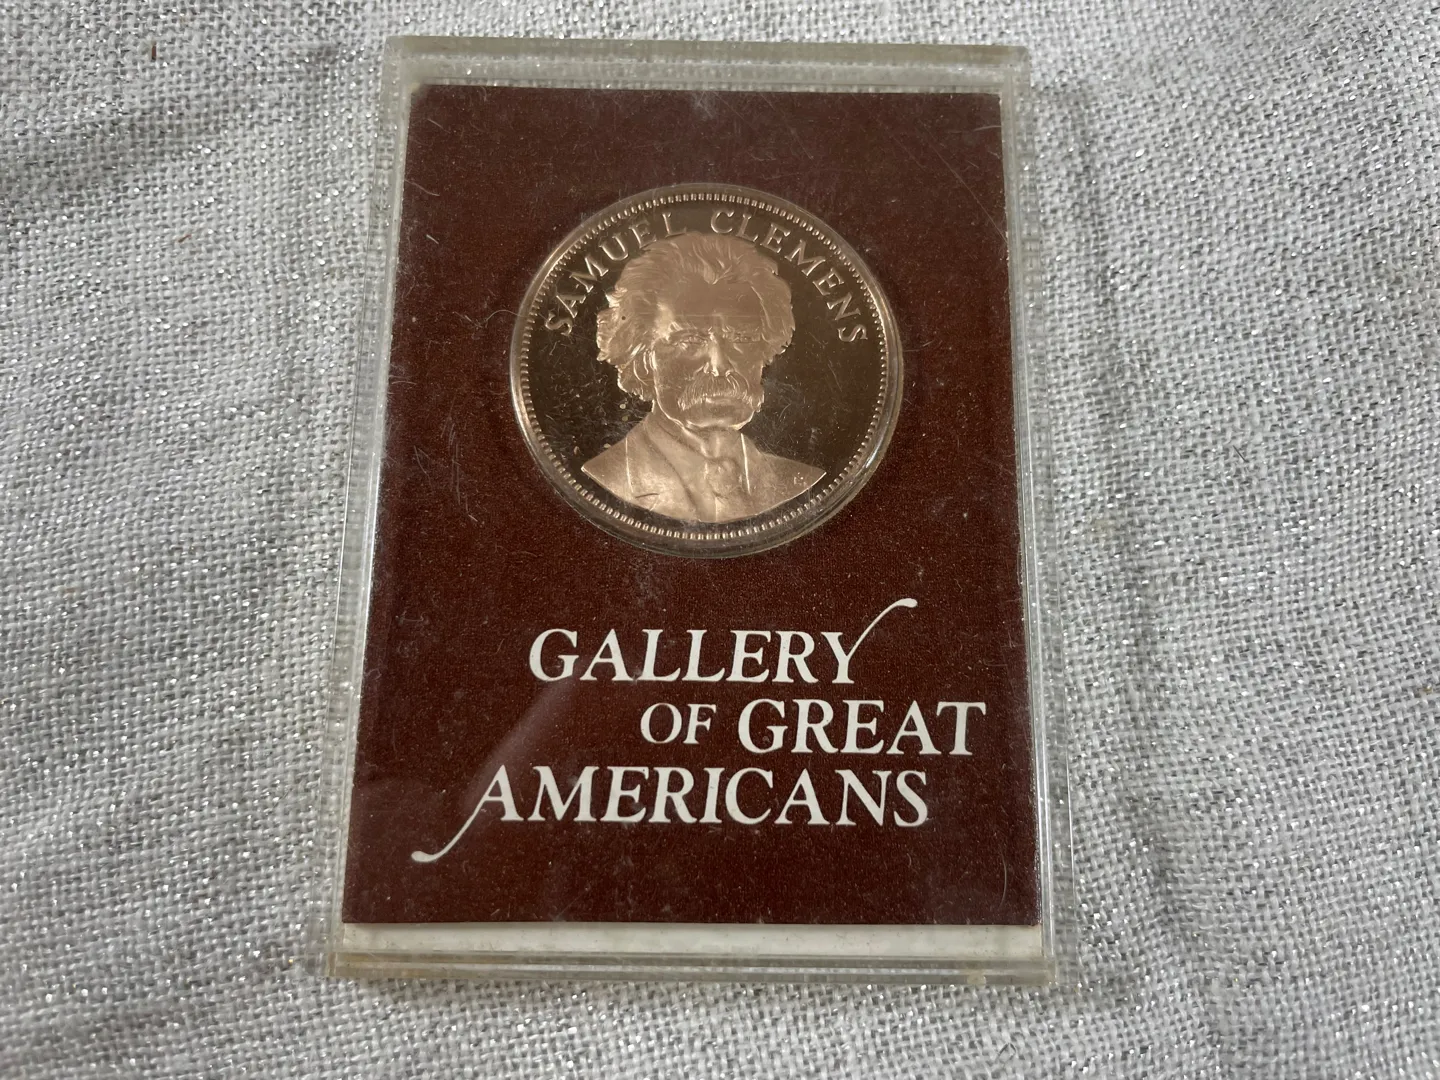 SAMUEL CLEMENS
GALLERY
OF GREAT
AMERICANS